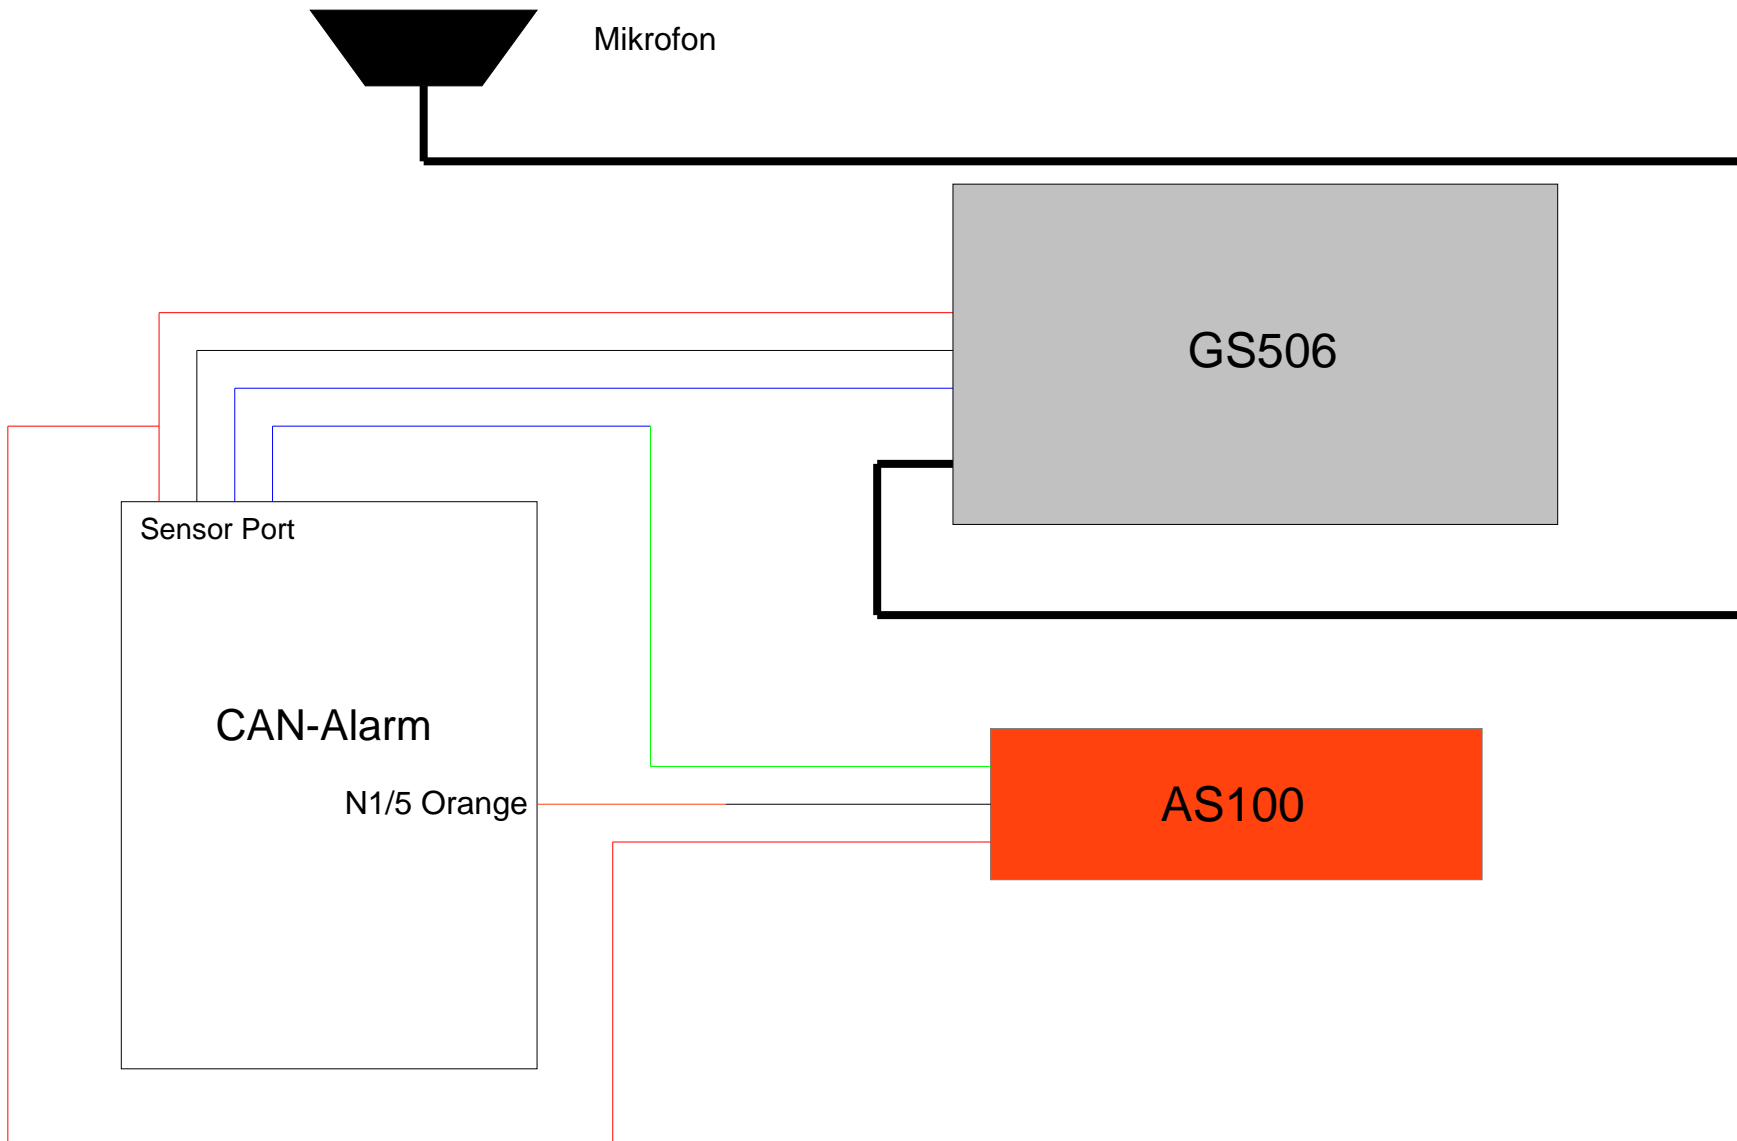 Mikrofon
GS506
Sensor Port
CAN-Alarm
N1/5 Orange
AS100